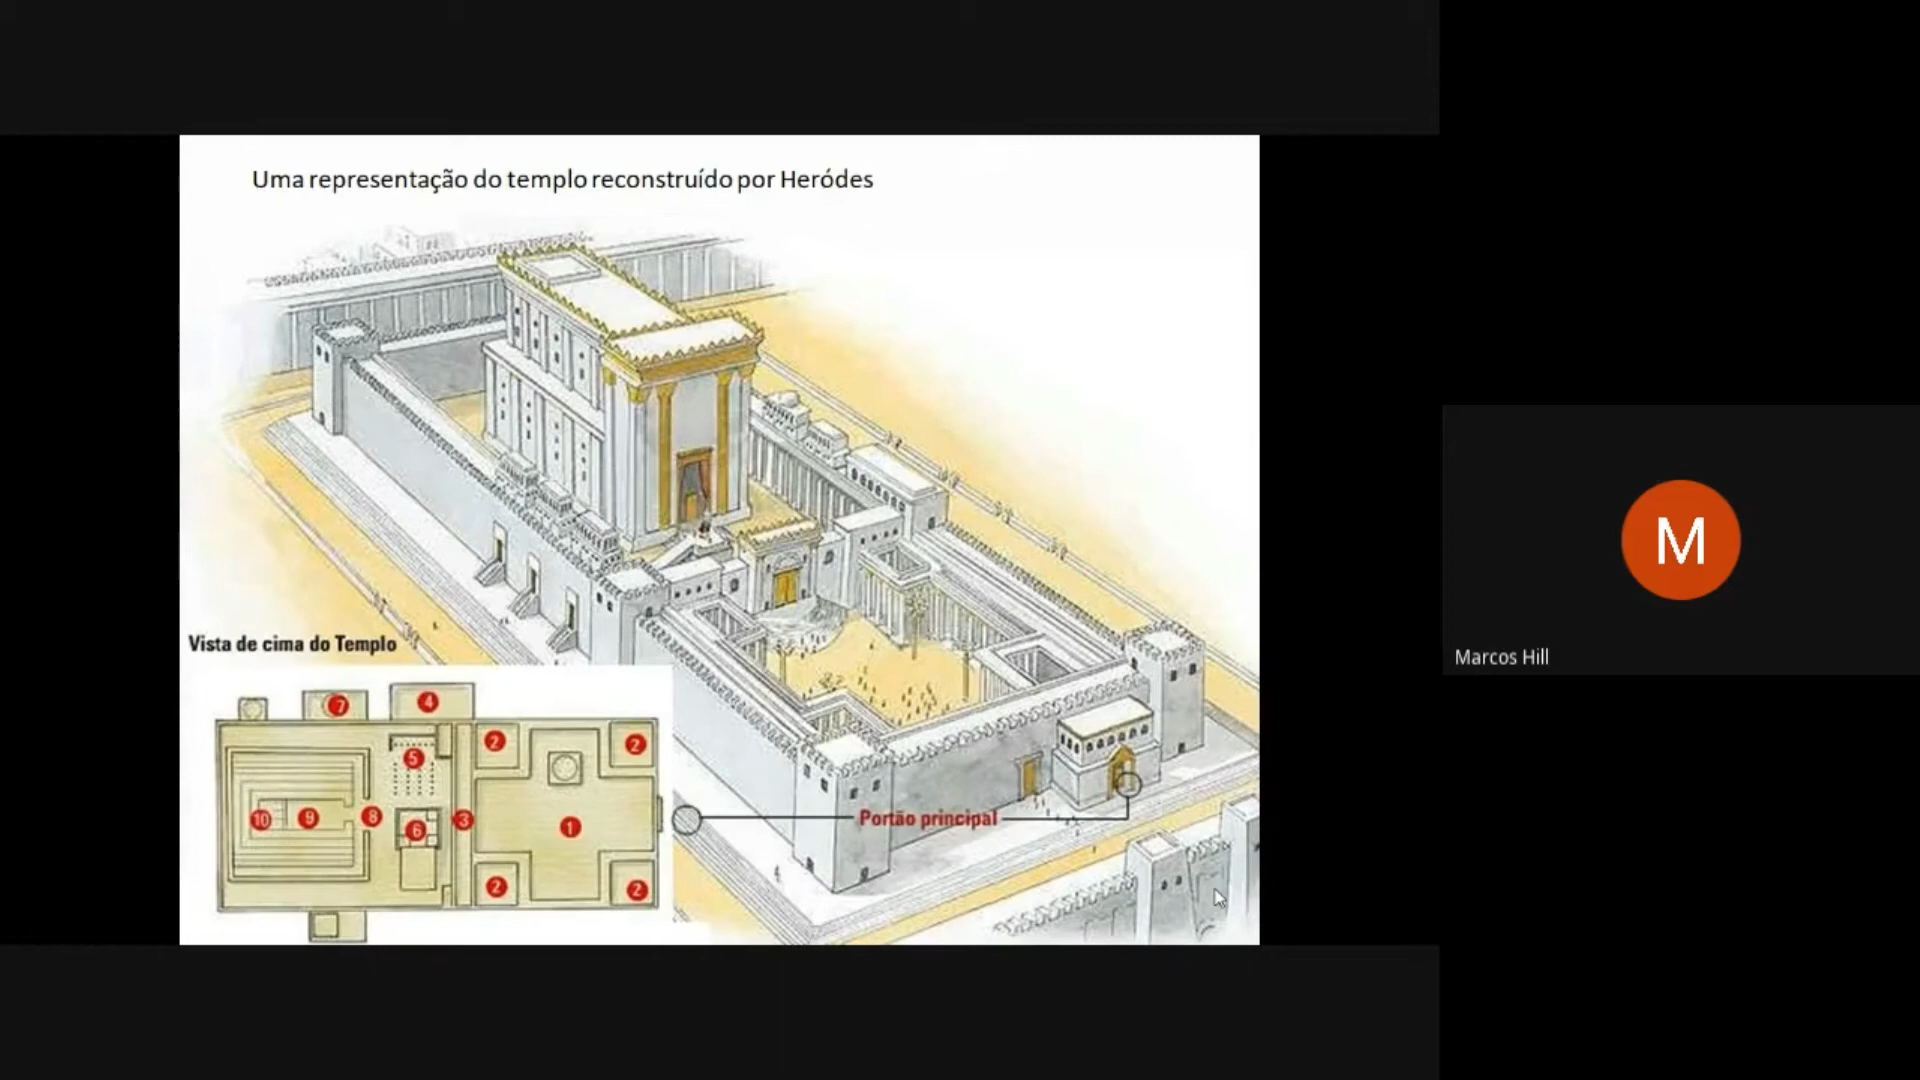 Uma representação do templo reconstruído por Heródes
Vista de cima do Templo
7
4
2
2
5
10
9
8
6
3
1
2
2
Portão principal
M
Marcos Hill